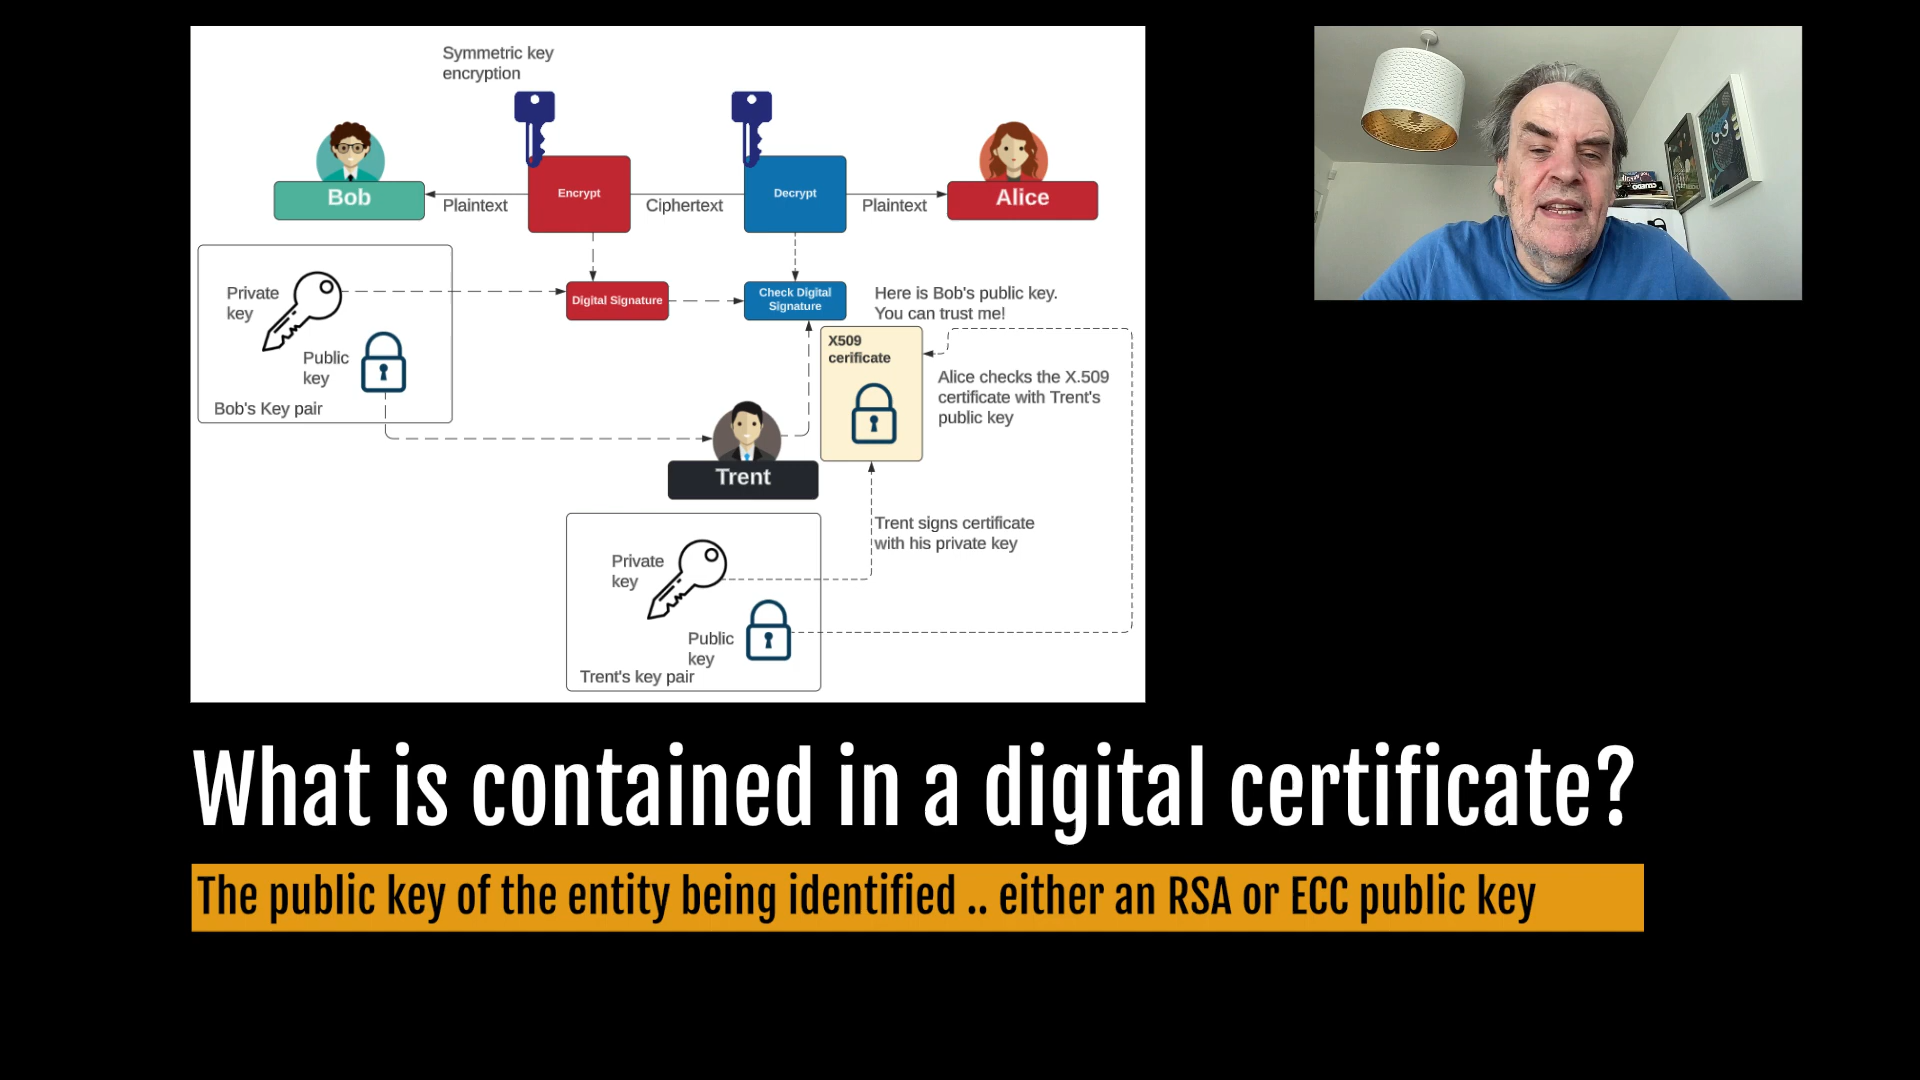 Symmetric key
encryption
Bob
Plaintext
Encrypt
Ciphertext
Decrypt
Plaintext
Alice
Private
key
Public
key
Bob's Key pair
Digital Signature
Check Digital
Signature
Here is Bob's public key.
You can trust me!
X509
cerificate
Alice checks the X.509
certificate with Trent's
public key
Trent
Trent signs certificate
with his private key
Private
key
Public
key
Trent's key pair
What is contained in a digital certificate?
The public key of the entity being identified .. either an RSA or ECC public key